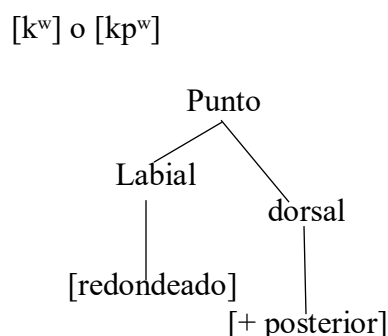 [kʷ] o [kpʷ]
Punto
Labial
dorsal
[redondeado]
[+ posterior]